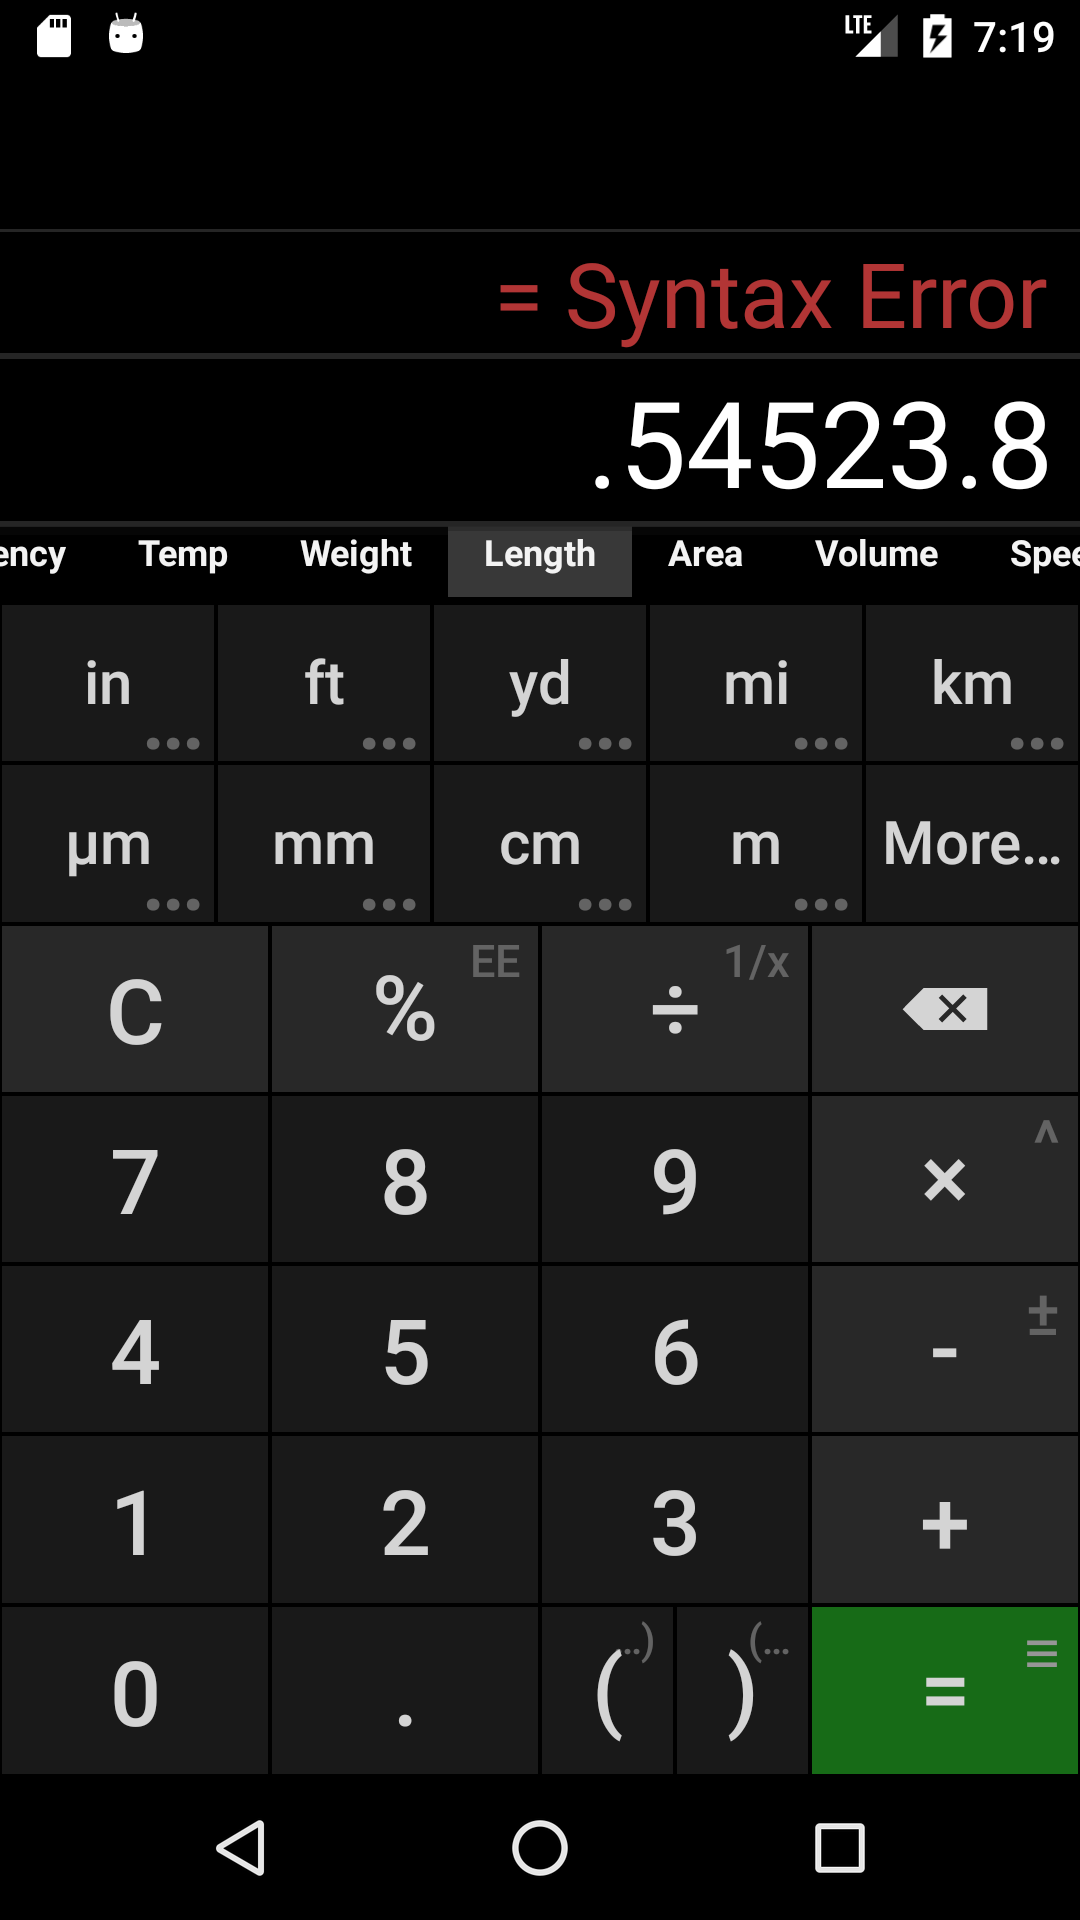 LTE 7:19
= Syntax Error
.54523.8
ency Temp Weight Length Area Volume Spee
in ft yd mi km
µm mm cm m More...
C % EE ÷ 1/x
7 8 9 × ^
4 5 6 - ±
1 2 3 +
0 . ( ..) ) (... = ≡